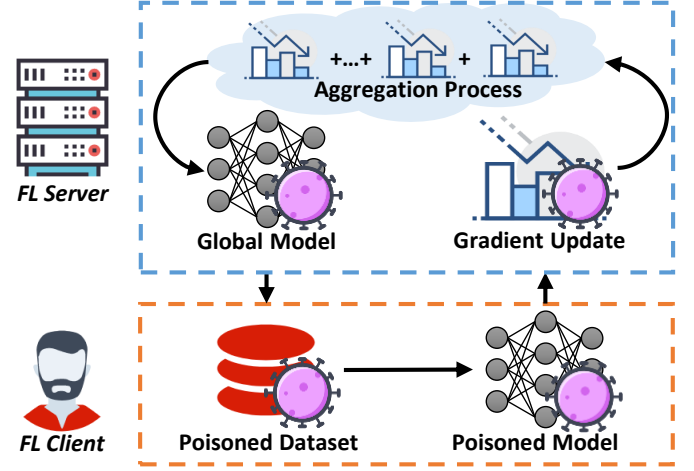 +...+ +
Aggregation Process
FL Server
Global Model
Gradient Update
FL Client
Poisoned Dataset
Poisoned Model